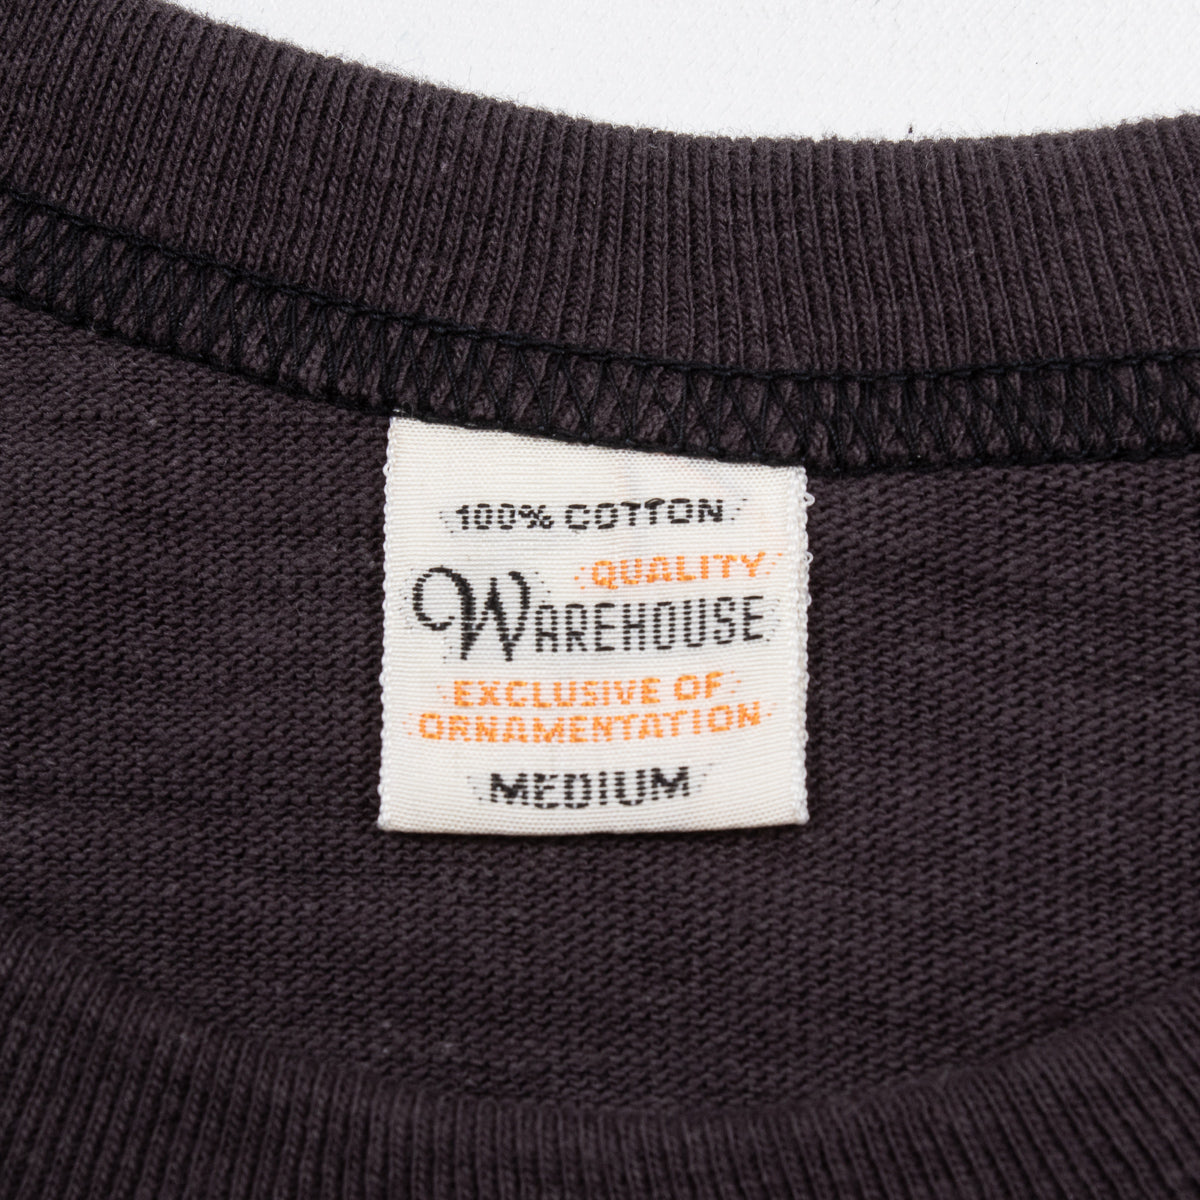 100% COTTON
QUALITY
WAREHOUSE
EXCLUSIVE OF
ORNAMENTATION
MEDIUM